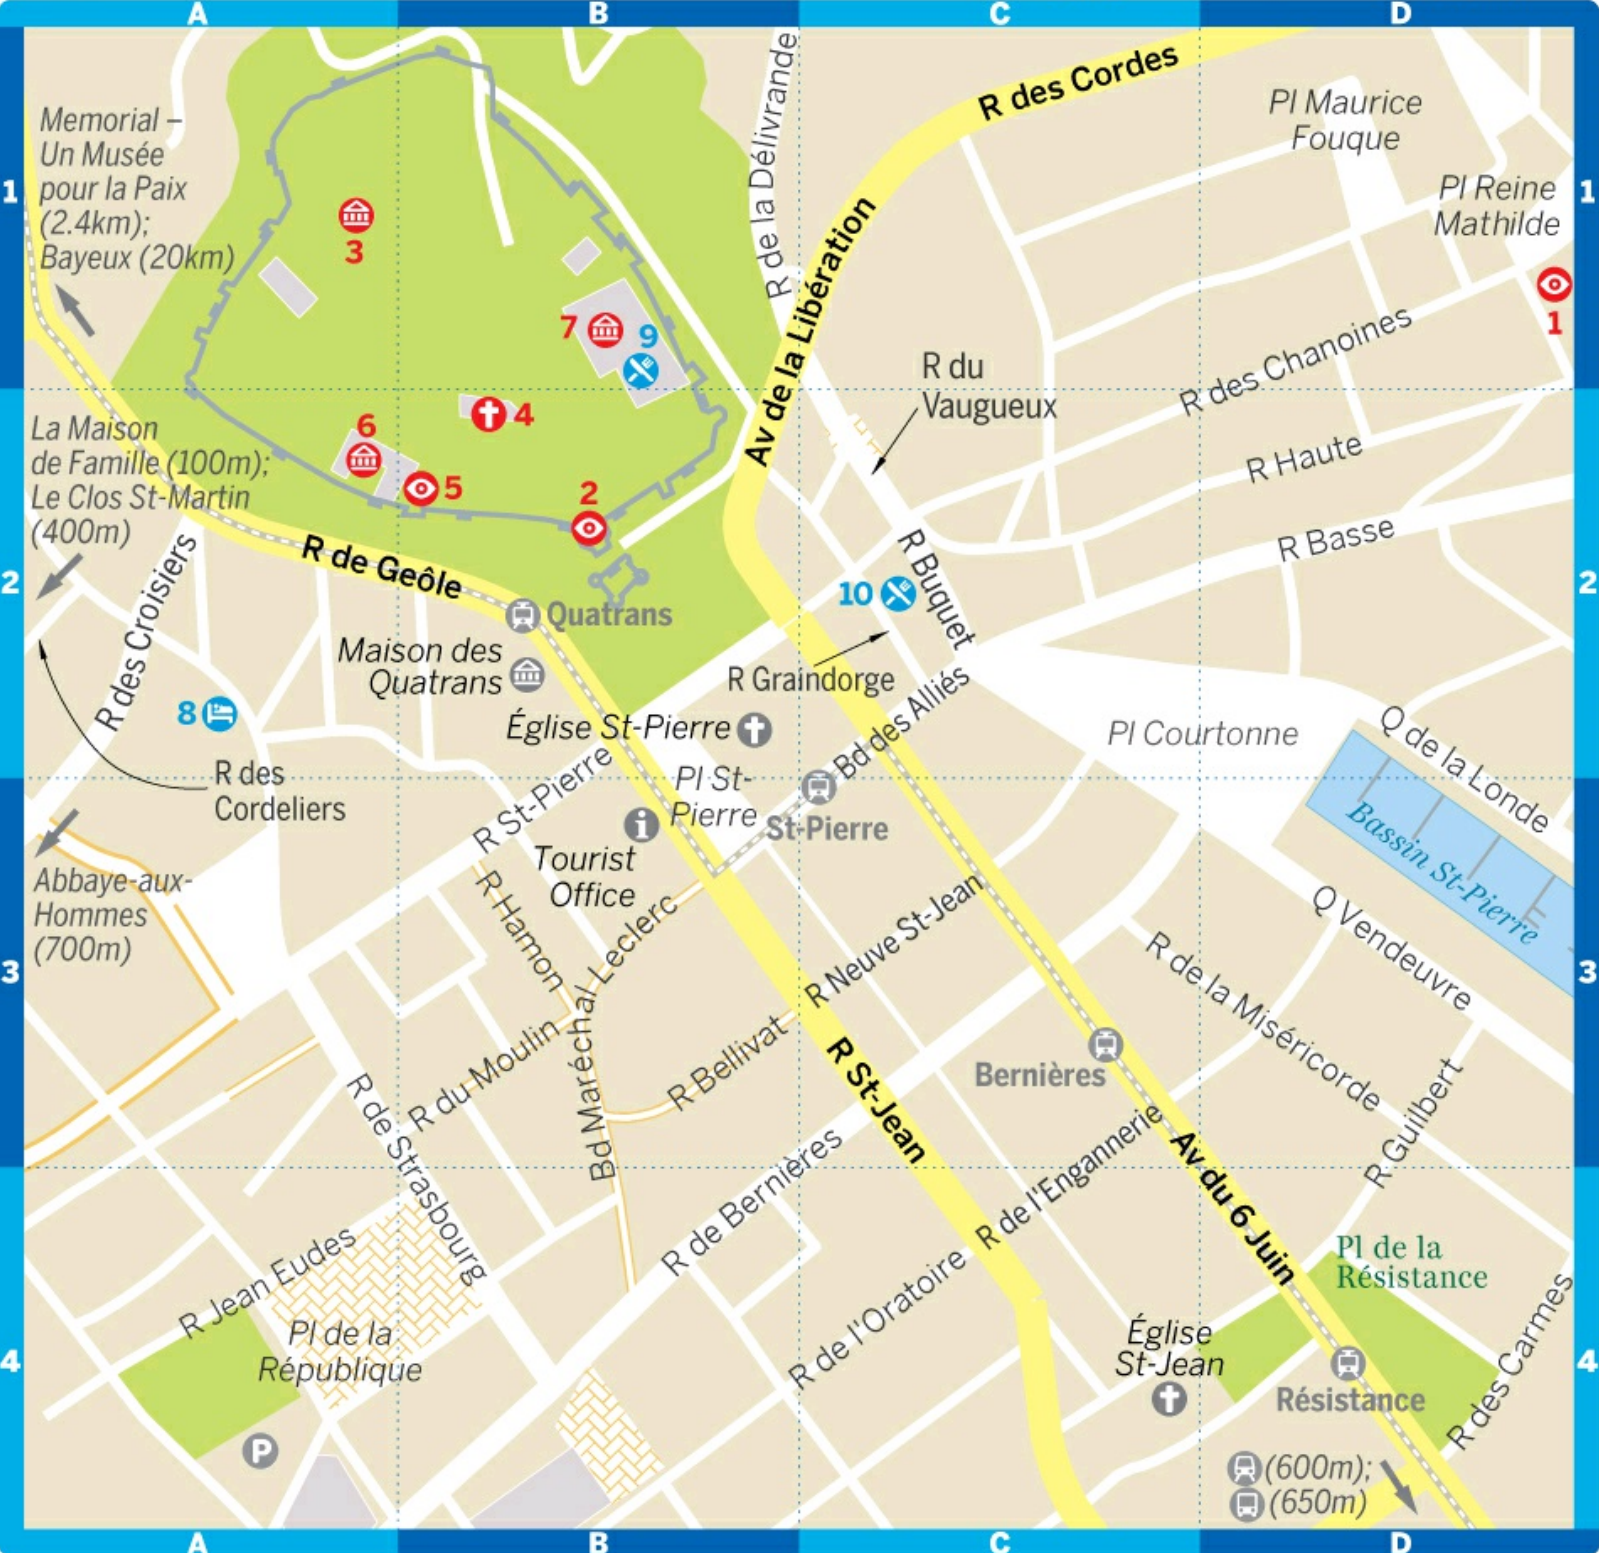 A
B
C
D
1
1
2
2
3
3
4
4
A
B
C
D
Memorial –
Un Musée
pour la Paix
(2.4km);
Bayeux (20km)
3
7
9
R de la Délivrande
Av de la Libération
R des Cordes
Pl Maurice
Fouque
Pl Reine
Mathilde
1
R des Chanoines
R du
Vaugueux
La Maison
de Famille (100m);
Le Clos St-Martin
(400m)
6
4
5
2
R Haute
R Basse
R de Geôle
R des Croisiers
Quatrans
Maison des
Quatrans
10
R Buquet
R Graindorge
Bd des Alliés
8
Église St-Pierre
Pl Courtonne
Q de la Londe
R des
Cordeliers
R St-Pierre
Pl St-
Pierre
St-Pierre
Tourist
Office
i
Bassin St-Pierre
Abbaye-aux-
Hommes
(700m)
R Hamon
Bd Maréchal Leclerc
R Neuve St-Jean
Q Vendeuvre
R de la Miséricorde
R du Moulin
R Bellivat
R St-Jean
Bernières
R Guilbert
R de Strasbourg
R de Bernières
R de l'Engannerie
Av du 6 Juin
R Jean Eudes
Pl de la
République
R de l'Oratoire
Pl de la
Résistance
Église
St-Jean
Résistance
R des Carmes
P
(600m);
(650m)